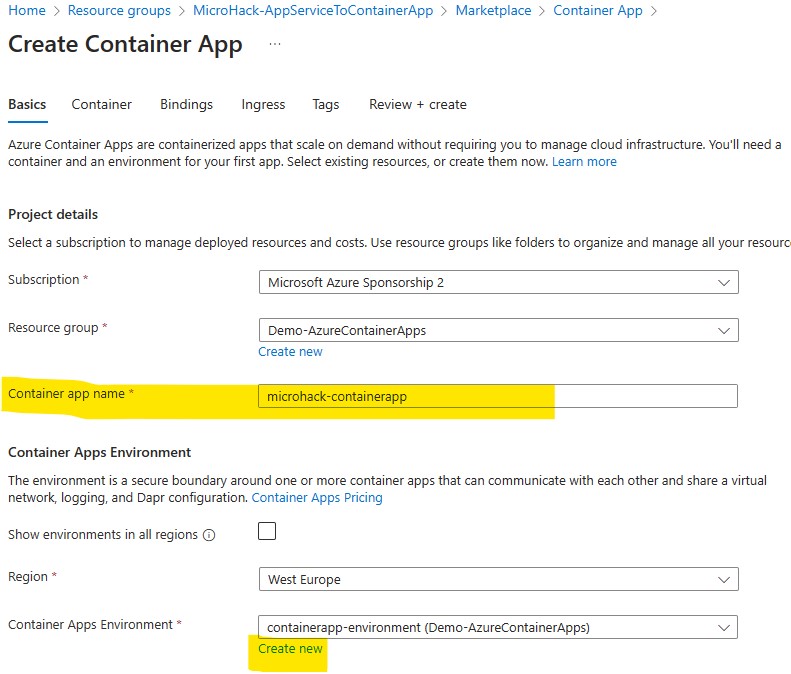 Home > Resource groups > MicroHack-AppServiceToContainerApp > Marketplace > Container App >
Create Container App ...
Basics Container Bindings Ingress Tags Review + create
Azure Container Apps are containerized apps that scale on demand without requiring you to manage cloud infrastructure. You'll need a
container and an environment for your first app. Select existing resources, or create them now. Learn more
Project details
Select a subscription to manage deployed resources and costs. Use resource groups like folders to organize and manage all your resourc
Subscription *
Microsoft Azure Sponsorship 2
Resource group *
Demo-AzureContainerApps
Create new
Container app name *
microhack-containerapp
Container Apps Environment
The environment is a secure boundary around one or more container apps that can communicate with each other and share a virtual
network, logging, and Dapr configuration. Container Apps Pricing
Show environments in all regions
Region *
West Europe
Container Apps Environment *
containerapp-environment (Demo-AzureContainerApps)
Create new